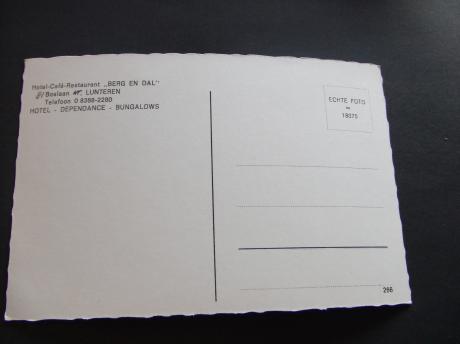 Hotel-Café-Restaurant „BERG EN DAL"
Boslaan LUNTEREN
Telefoon: 0 8388-2280
HOTEL - DEPENDANCE - BUNGALOWS
ECHTE FOTO
18075
266